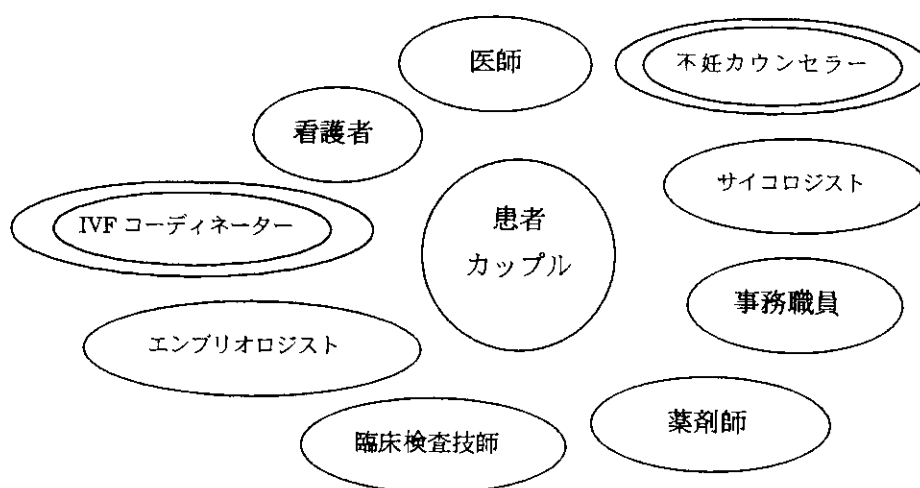 医師
不妊カウンセラー
看護者
サイコロジスト
IVF コーディネーター
患者
カップル
事務職員
エンブリオロジスト
薬剤師
臨床検査技師